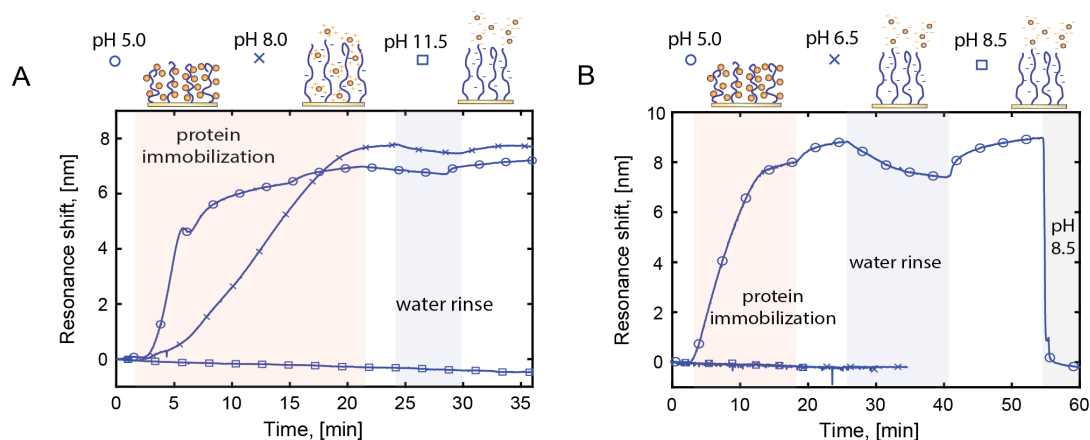 A
pH 5.0
pH 8.0
pH 11.5
Resonance shift, [nm]
8
6
4
2
0
protein
immobilization
water rinse
0
5
10
15
20
25
30
35
Time, [min]
B
pH 5.0
pH 6.5
pH 8.5
Resonance shift, [nm]
10
8
6
4
2
0
protein
immobilization
water rinse
pH
8.5
0
10
20
30
40
50
60
Time, [min]